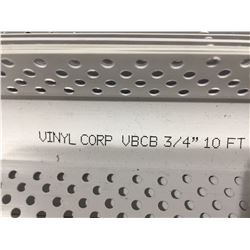 VINYL CORP VBCB 3/4" 10 FT